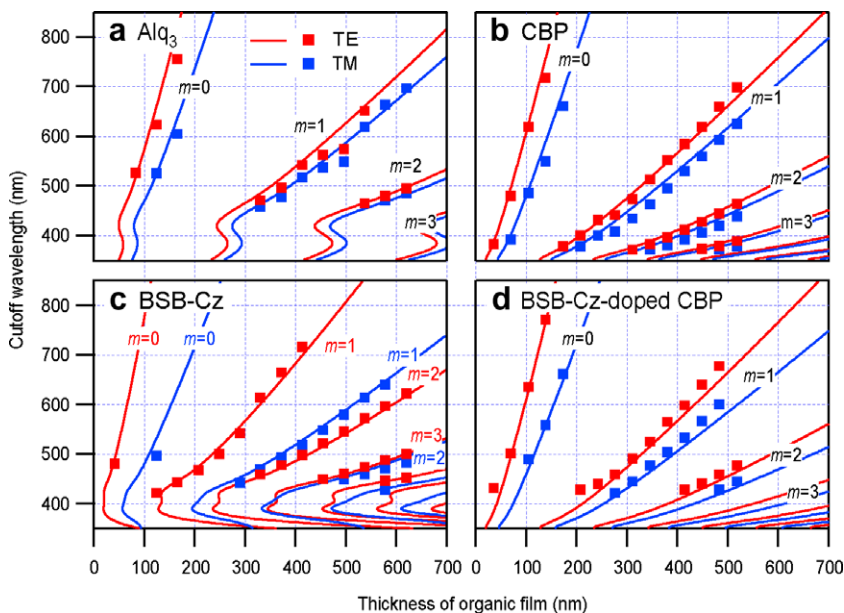 a Alq3
TE
TM
m=0
m=1
m=2
m=3
b CBP
m=0
m=1
m=2
m=3
800
700
600
500
400
c BSB-Cz
m=0
m=0
m=1
m=1
m=2
m=3
m=2
d BSB-Cz-doped CBP
m=0
m=1
m=2
m=3
800
700
600
500
400
Cutoff wavelength (nm)
0 100 200 300 400 500 600 700
0 100 200 300 400 500 600 700
Thickness of organic film (nm)